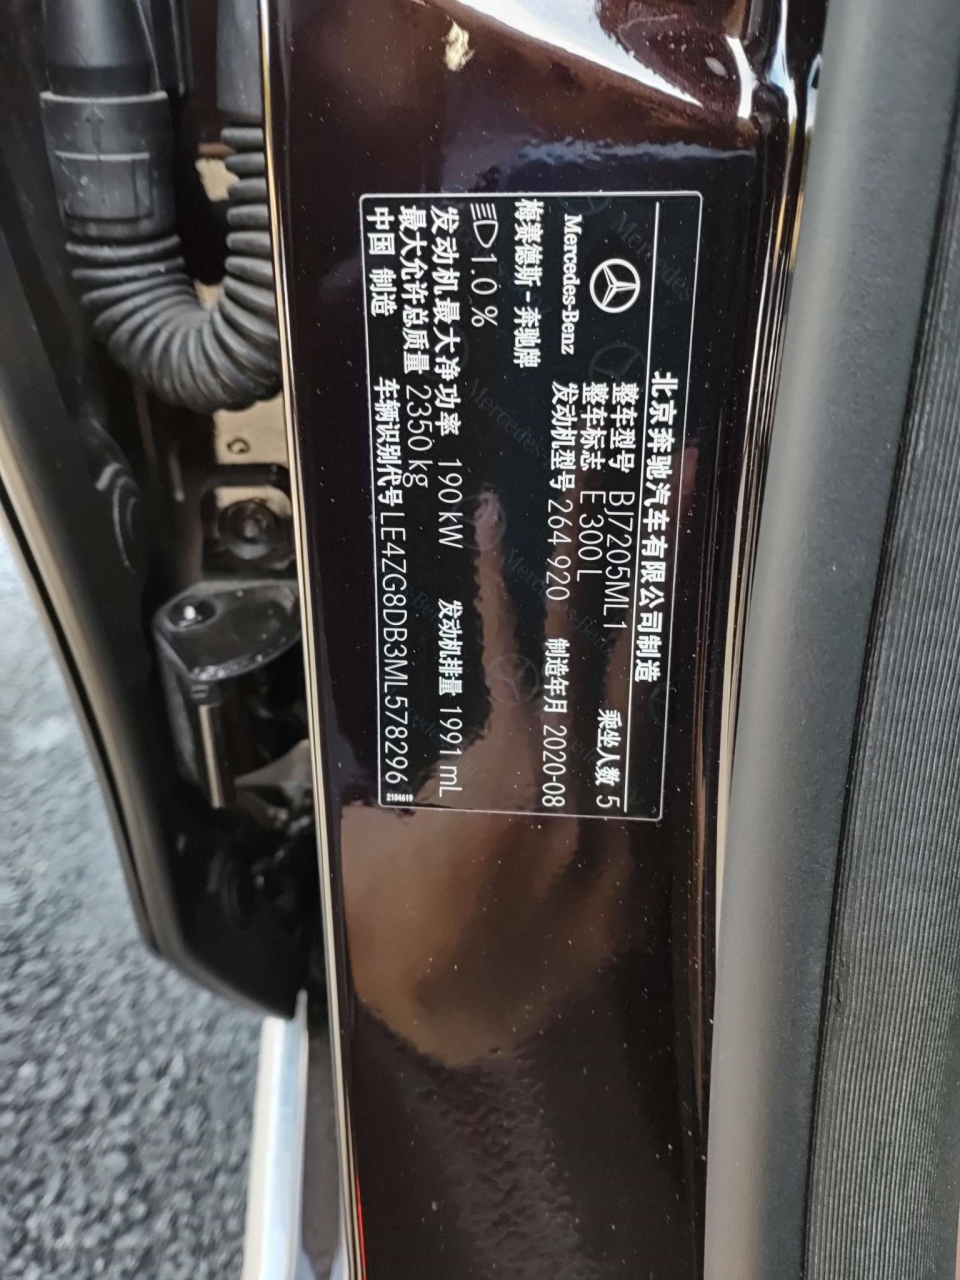 北京奔驰汽车有限公司制造
Mercedes-Benz
整车型号 BJ7205ML1 乘坐人数 5
整车标志 E 300 L
发动机型号 264 920 制造年月 2020-08
梅赛德斯-奔驰牌
1.0 %
发动机最大净功率 190 kW 发动机排量 1991 mL
最大允许总质量 2350 kg
中国 制造 车辆识别代号 LE4ZG8DB3ML578296
2184619